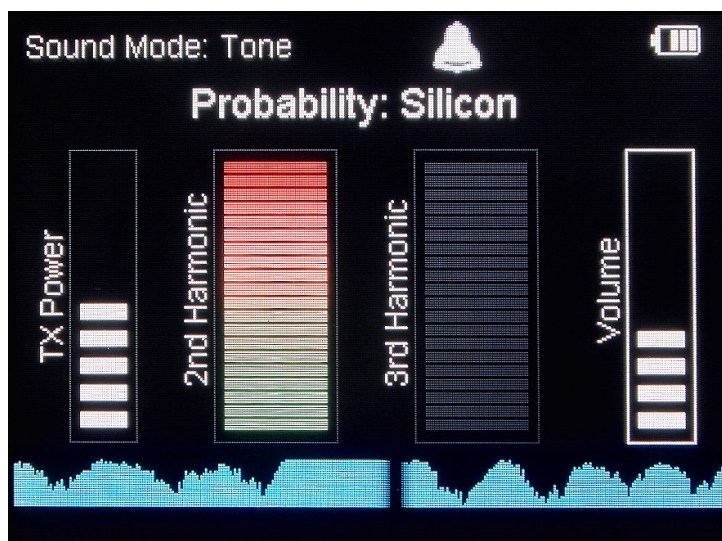 Sound Mode: Tone
Probability: Silicon
TX Power
2nd Harmonic
3rd Harmonic
Volume